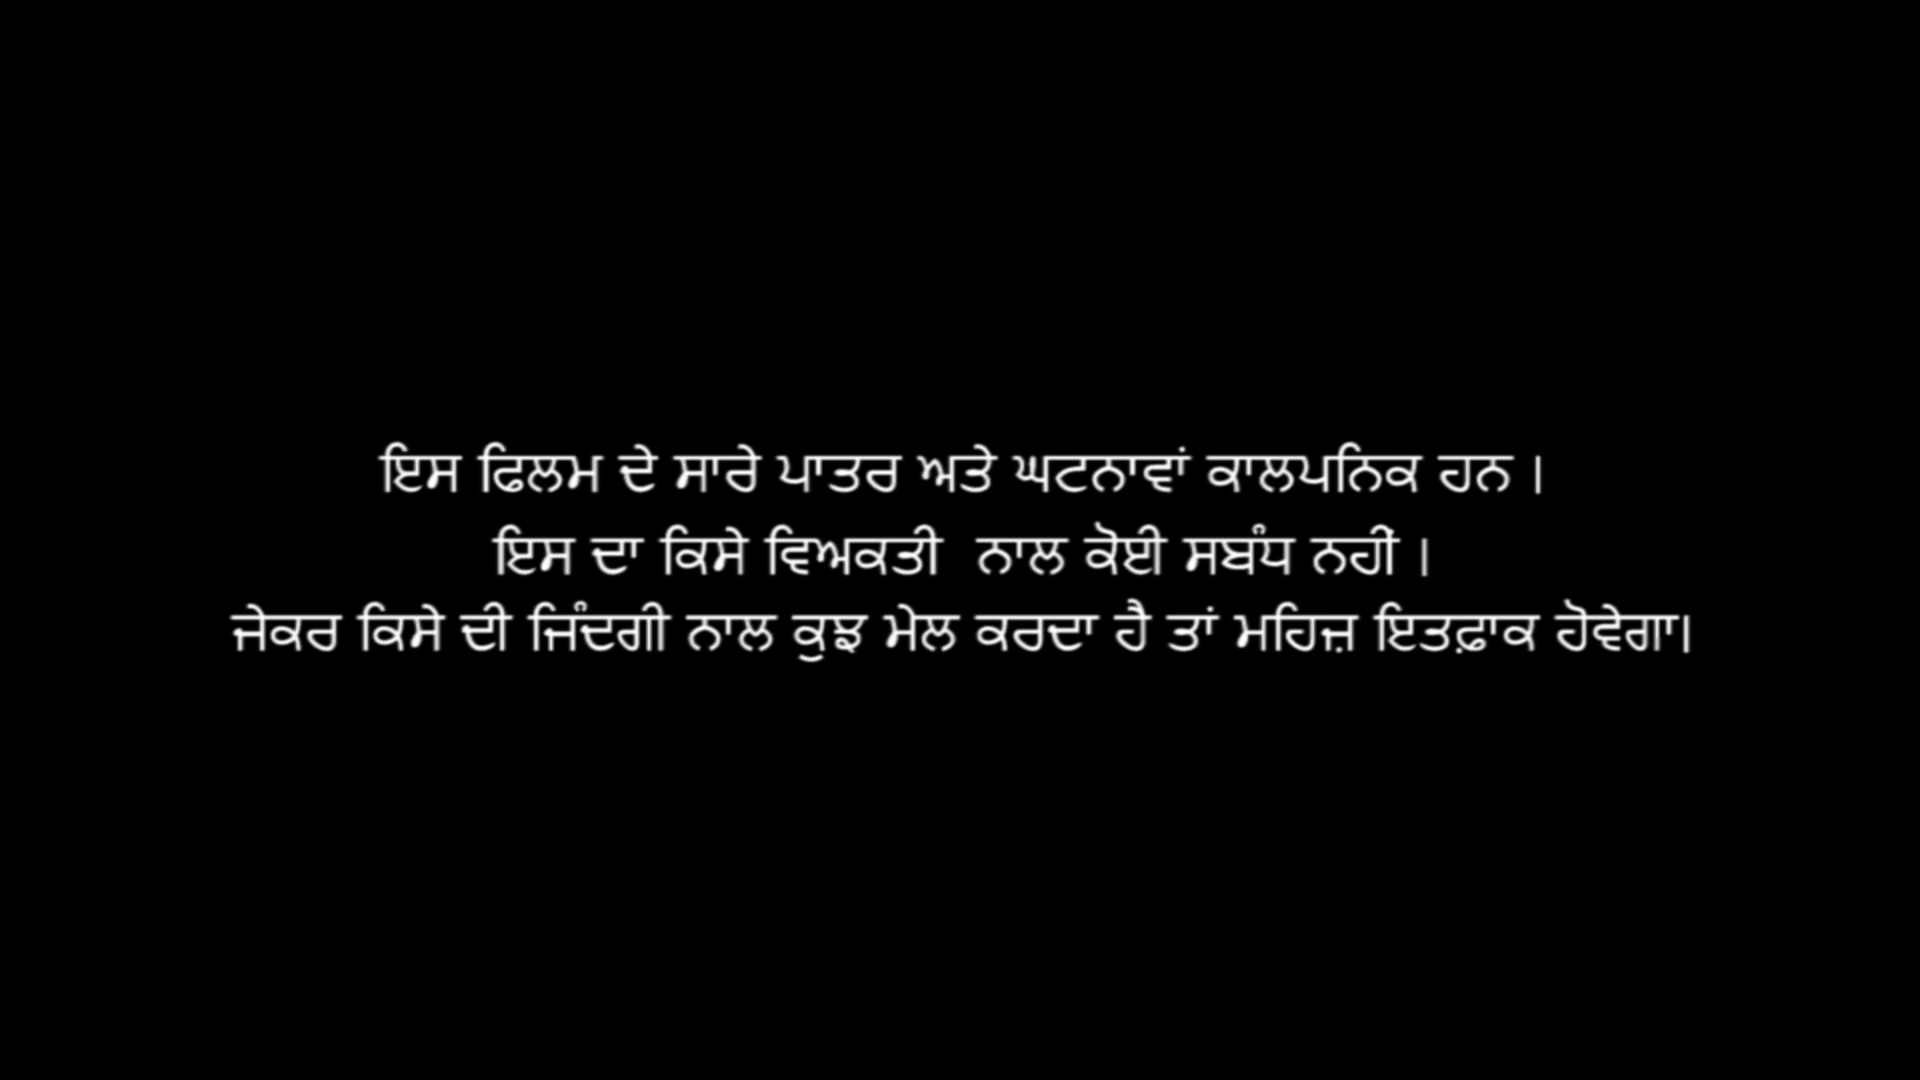 ਇਸ ਫਿਲਮ ਦੇ ਸਾਰੇ ਪਾਤਰ ਅਤੇ ਘਟਨਾਵਾਂ ਕਾਲਪਨਿਕ ਹਨ ।
ਇਸ ਦਾ ਕਿਸੇ ਵਿਅਕਤੀ ਨਾਲ ਕੋਈ ਸਬੰਧ ਨਹੀਂ ।
ਜੇਕਰ ਕਿਸੇ ਦੀ ਜਿੰਦਗੀ ਨਾਲ ਕੁਝ ਮੇਲ ਕਰਦਾ ਹੈ ਤਾਂ ਮਹਿਜ਼ ਇਤਫ਼ਾਕ ਹੋਵੇਗਾ।